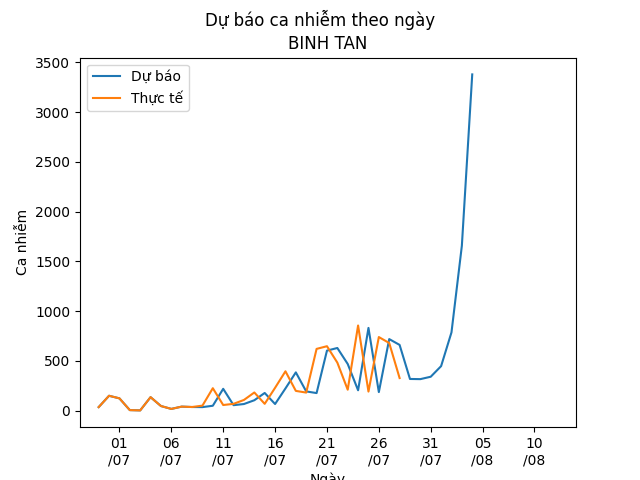 Dự báo ca nhiễm theo ngày
BINH TAN
Dự báo
Thực tế
Ca nhiễm
3500
3000
2500
2000
1500
1000
500
0
01 06 11 16 21 26 31 05 10
/07 /07 /07 /07 /07 /07 /07 /08 /08
Ngày